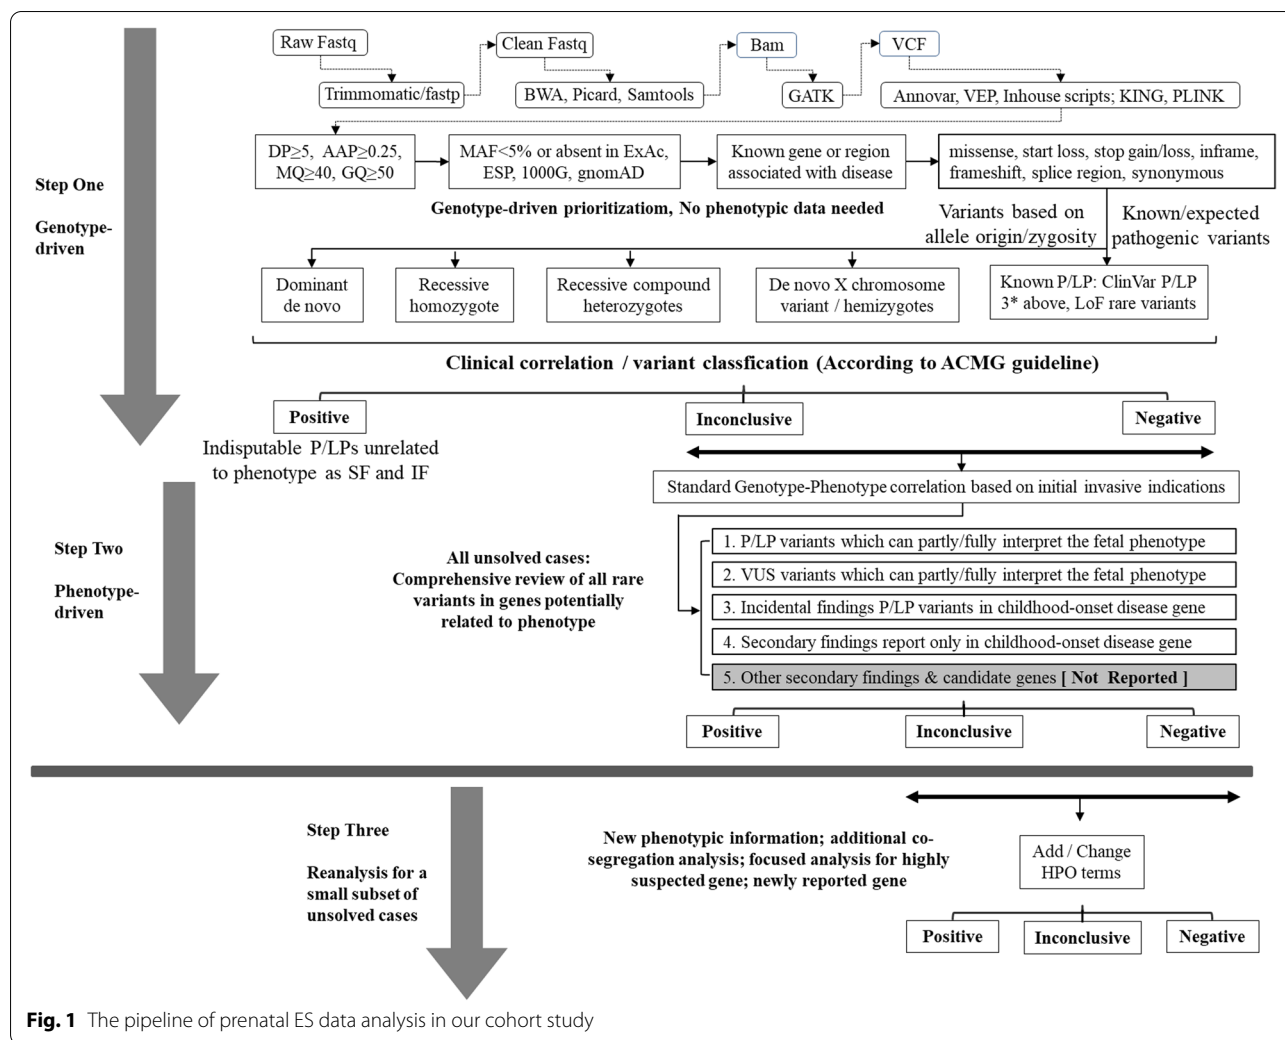 Raw Fastq
Clean Fastq
Bam
VCF
Trimmomatic/fastp
BWA, Picard, Samtools
GATK
Annovar, VEP, Inhouse scripts; KING, PLINK
Step One
Genotype-
driven
DP≥5, AAP≥0.25,
MQ≥40, GQ≥50
MAF<5% or absent in ExAc,
ESP, 1000G, gnomAD
Known gene or region
associated with disease
missense, start loss, stop gain/loss, inframe,
frameshift, splice region, synonymous
Genotype-driven prioritizatiom, No phenotypic data needed
Variants based on
allele origin/zygosity
Known/expected
pathogenic variants
Dominant
de novo
Recessive
homozygote
Recessive compound
heterozygotes
De novo X chromosome
variant / hemizygotes
Known P/LP: ClinVar P/LP
3* above, LoF rare variants
Clinical correlation / variant classfication (According to ACMG guideline)
Positive
Inconclusive
Negative
Indisputable P/LPs unrelated
to phenotype as SF and IF
Standard Genotype-Phenotype correlation based on initial invasive indications
Step Two
Phenotype-
driven
All unsolved cases:
Comprehensive review of all rare
variants in genes potentially
related to phenotype
1. P/LP variants which can partly/fully interpret the fetal phenotype
2. VUS variants which can partly/fully interpret the fetal phenotype
3. Incidental findings P/LP variants in childhood-onset disease gene
4. Secondary findings report only in childhood-onset disease gene
5. Other secondary findings & candidate genes [ Not Reported ]
Positive
Inconclusive
Negative
Step Three
Reanalysis for a
small subset of
unsolved cases
New phenotypic information; additional co-
segregation analysis; focused analysis for highly
suspected gene; newly reported gene
Add / Change
HPO terms
Positive
Inconclusive
Negative
Fig. 1 The pipeline of prenatal ES data analysis in our cohort study